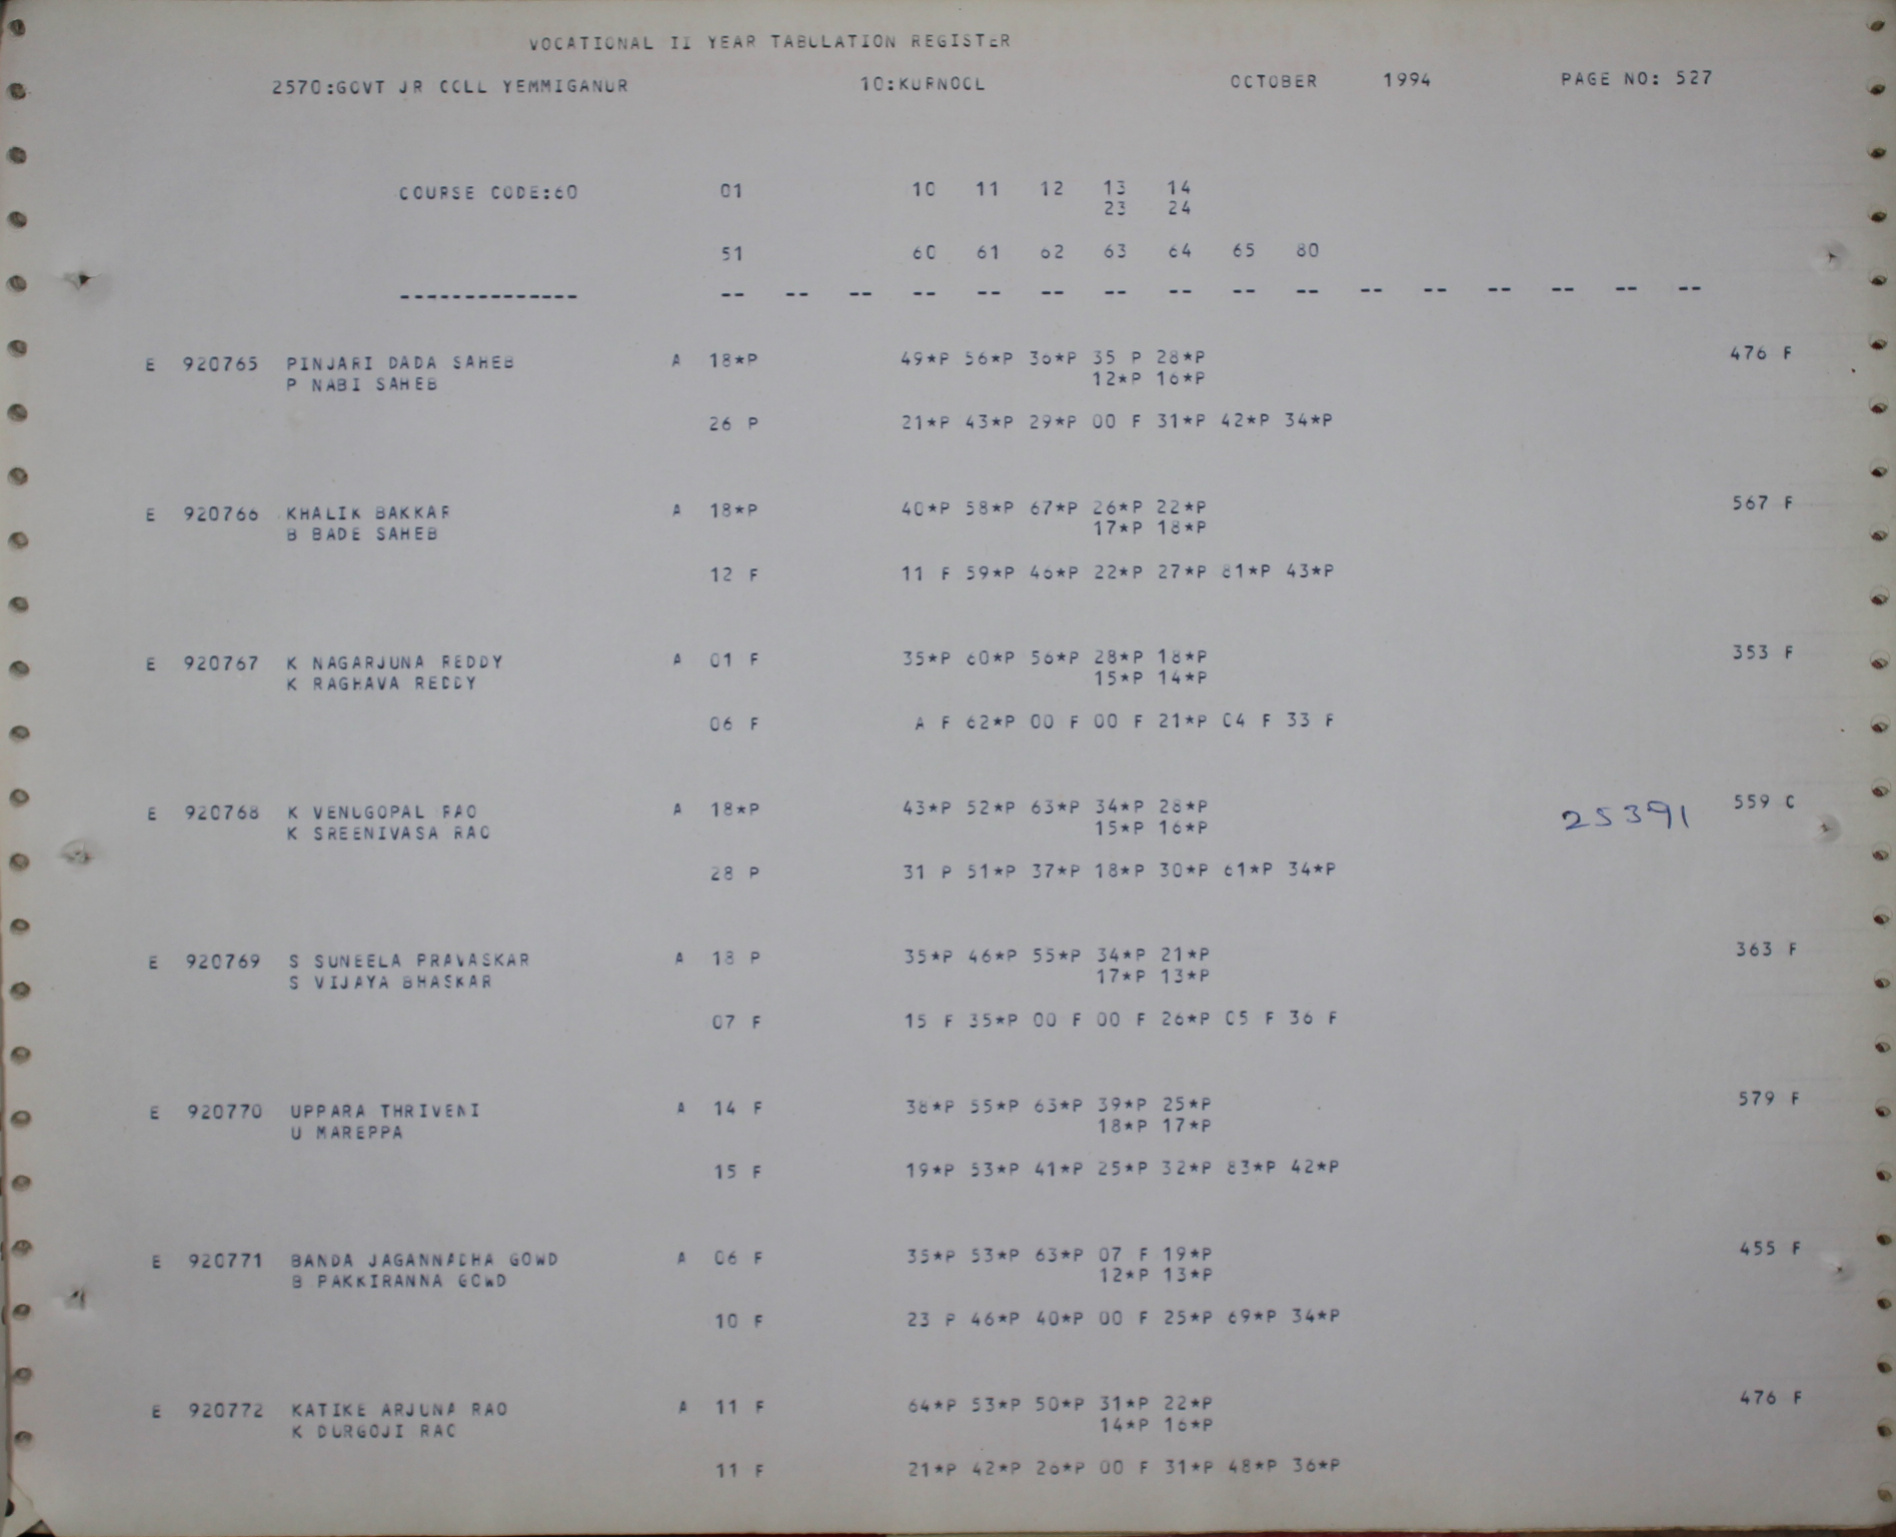 VOCATIONAL II YEAR TABULATION REGISTER
2570:GOVT JR COLL YEMMIGANUR 10:KURNOOL OCTOBER 1994 PAGE NO: 527
COURSE CODE:60 01 10 11 12 13 14
23 24
51 60 61 62 63 64 65 80
-------------- -- -- -- -- -- -- -- -- -- -- -- -- -- -- -- --
E 920765 PINJARI DADA SAHEB A 18*P 49*P 56*P 36*P 35 P 28*P 476 F
P NABI SAHEB 12*P 16*P
26 P 21*P 43*P 29*P 00 F 31*P 42*P 34*P
E 920766 KHALIK BAKKAR A 18*P 40*P 58*P 67*P 26*P 22*P 567 F
B BADE SAHEB 17*P 18*P
12 F 11 F 59*P 46*P 22*P 27*P 81*P 43*P
E 920767 K NAGARJUNA REDDY A 01 F 35*P 60*P 56*P 28*P 18*P 353 F
K RAGHAVA REDDY 15*P 14*P
06 F A F 62*P 00 F 00 F 21*P 04 F 33 F
E 920768 K VENUGOPAL RAO A 18*P 43*P 52*P 63*P 34*P 28*P 25391 559 C
K SREENIVASA RAO 15*P 16*P
28 P 31 P 51*P 37*P 18*P 30*P 61*P 34*P
E 920769 S SUNEELA PRAVASKAR A 18 P 35*P 46*P 55*P 34*P 21*P 363 F
S VIJAYA BHASKAR 17*P 13*P
07 F 15 F 35*P 00 F 00 F 26*P 05 F 36 F
E 920770 UPPARA THRIVENI A 14 F 38*P 55*P 63*P 39*P 25*P 579 F
U MAREPPA 18*P 17*P
15 F 19*P 53*P 41*P 25*P 32*P 83*P 42*P
E 920771 BANDA JAGANNADHA GOWD A 06 F 35*P 53*P 63*P 07 F 19*P 455 F
B PAKKIRANNA GOWD 12*P 13*P
10 F 23 P 46*P 40*P 00 F 25*P 69*P 34*P
E 920772 KATIKE ARJUNA RAO A 11 F 64*P 53*P 50*P 31*P 22*P 476 F
K DURGOJI RAO 14*P 16*P
11 F 21*P 42*P 26*P 00 F 31*P 48*P 36*P